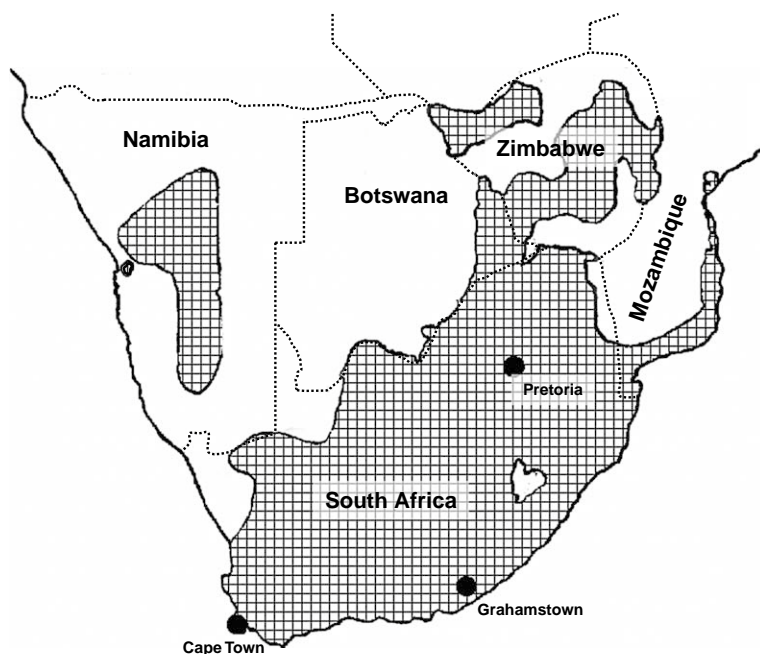 Namibia
Zimbabwe
Botswana
Mozambique
Pretoria
South Africa
Grahamstown
Cape Town